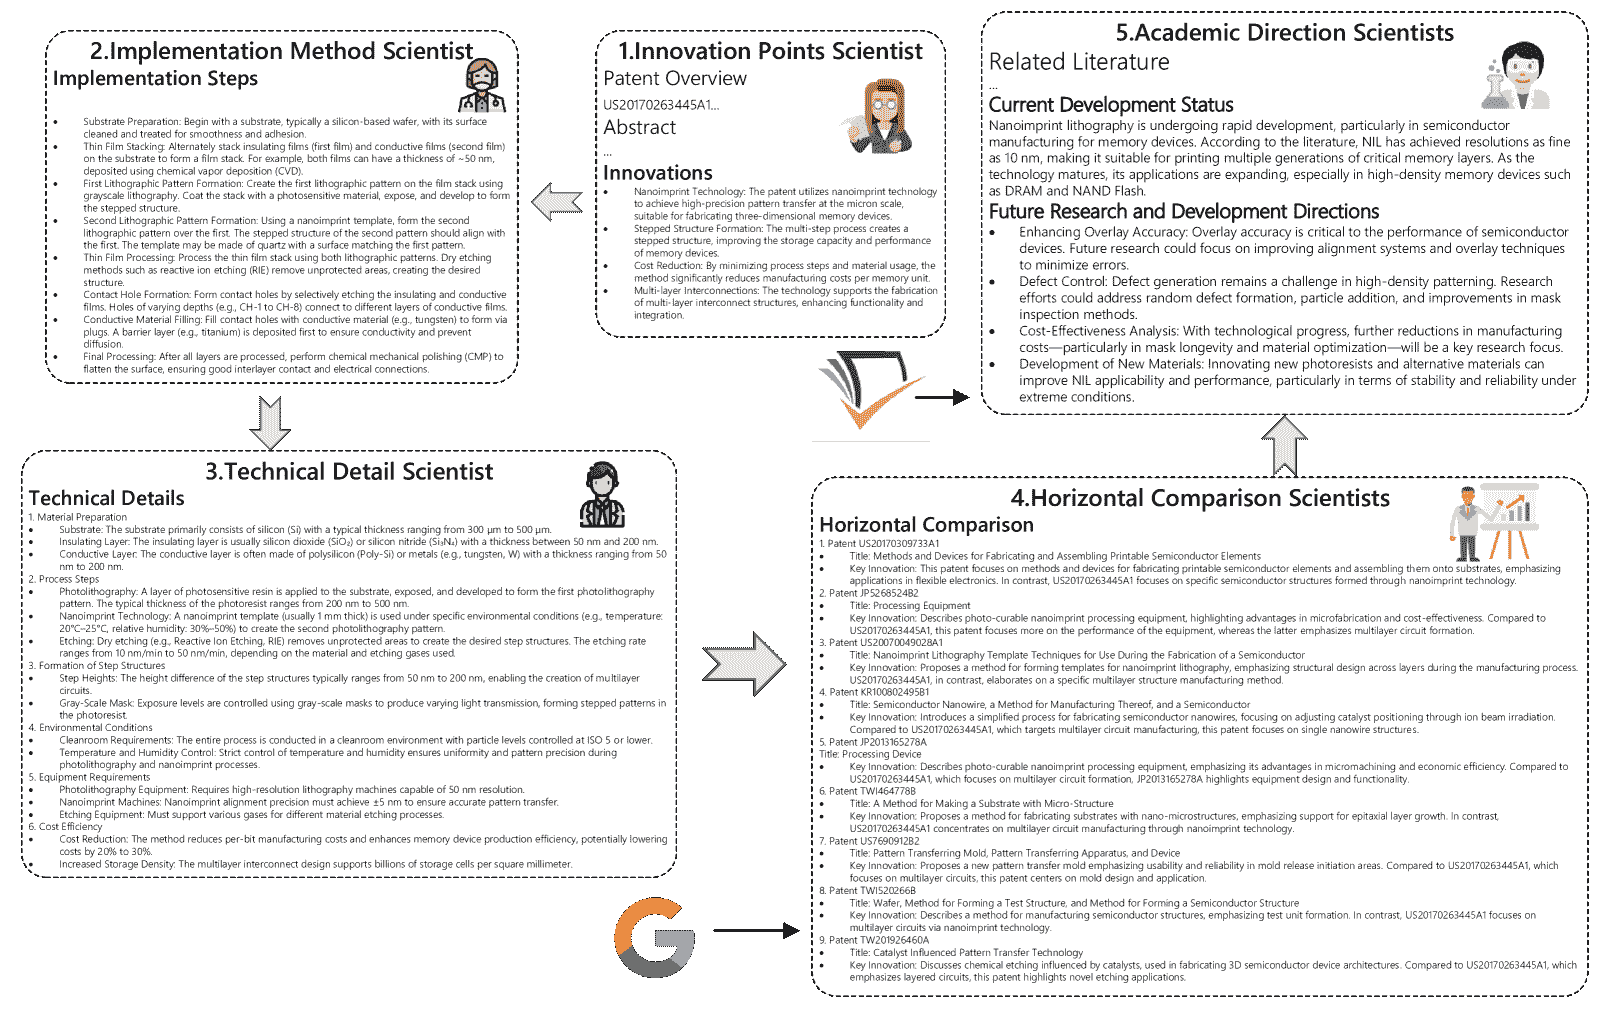 1.Innovation Points Scientist
Patent Overview
US20170263445A1...
Abstract
...
Innovations
• Nanoimprint Technology: The patent utilizes nanoimprint technology
to achieve high-precision pattern transfer at the micron scale,
suitable for fabricating three-dimensional memory devices.
• Stepped Structure Formation: The multi-step process creates a
stepped structure, improving the storage capacity and performance
of memory devices.
• Cost Reduction: By minimizing process steps and material usage, the
method significantly reduces manufacturing costs per memory unit.
• Multi-layer Interconnections: The technology supports the fabrication
of multi-layer interconnect structures, enhancing functionality and
integration.
2.Implementation Method Scientist
Implementation Steps
• Substrate Preparation: Begin with a substrate, typically a silicon-based wafer, with its surface
cleaned and treated for smoothness and adhesion.
• Thin Film Stacking: Alternately stack insulating films (first film) and conductive films (second film)
on the substrate to form a film stack. For example, both films can have a thickness of ~50 nm,
deposited using chemical vapor deposition (CVD).
• First Lithographic Pattern Formation: Create the first lithographic pattern on the film stack using
grayscale lithography. Coat the stack with a photosensitive material, expose, and develop to form
the stepped structure.
• Second Lithographic Pattern Formation: Using a nanoimprint template, form the second
lithographic pattern over the first. The stepped structure of the second pattern should align with
the first. The template may be made of quartz with a surface matching the first pattern.
• Thin Film Processing: Process the thin film stack using both lithographic patterns. Dry etching
methods such as reactive ion etching (RIE) remove unprotected areas, creating the desired
structure.
• Contact Hole Formation: Form contact holes by selectively etching the insulating and conductive
films. Holes of varying depths (e.g., CH-1 to CH-8) connect to different layers of conductive films.
• Conductive Material Filling: Fill contact holes with conductive material (e.g., tungsten) to form via
plugs. A barrier layer (e.g., titanium) is deposited first to ensure conductivity and prevent
diffusion.
• Final Processing: After all layers are processed, perform chemical mechanical polishing (CMP) to
flatten the surface, ensuring good interlayer contact and electrical connections.
3.Technical Detail Scientist
Technical Details
1. Material Preparation
• Substrate: The substrate primarily consists of silicon (Si) with a typical thickness ranging from 300 μm to 500 μm.
• Insulating Layer: The insulating layer is usually silicon dioxide (SiO₂) or silicon nitride (Si₃N₄) with a thickness between 50 nm and 200 nm.
• Conductive Layer: The conductive layer is often made of polysilicon (Poly-Si) or metals (e.g., tungsten, W) with a thickness ranging from 50
nm to 200 nm.
2. Process Steps
• Photolithography: A layer of photosensitive resin is applied to the substrate, exposed, and developed to form the first photolithography
pattern. The typical thickness of the photoresist ranges from 200 nm to 500 nm.
• Nanoimprint Technology: A nanoimprint template (usually 1 mm thick) is used under specific environmental conditions (e.g., temperature:
20°C–25°C, relative humidity: 30%–50%) to create the second photolithography pattern.
• Etching: Dry etching (e.g., Reactive Ion Etching, RIE) removes unprotected areas to create the desired step structures. The etching rate
ranges from 10 nm/min to 50 nm/min, depending on the material and etching gases used.
3. Formation of Step Structures
• Step Heights: The height difference of the step structures typically ranges from 50 nm to 200 nm, enabling the creation of multilayer
circuits.
• Gray-Scale Mask: Exposure levels are controlled using gray-scale masks to produce varying light transmission, forming stepped patterns in
the photoresist.
4. Environmental Conditions
• Cleanroom Requirements: The entire process is conducted in a cleanroom environment with particle levels controlled at ISO 5 or lower.
• Temperature and Humidity Control: Strict control of temperature and humidity ensures uniformity and pattern precision during
photolithography and nanoimprint processes.
5. Equipment Requirements
• Photolithography Equipment: Requires high-resolution lithography machines capable of 50 nm resolution.
• Nanoimprint Machines: Nanoimprint alignment precision must achieve ±5 nm to ensure accurate pattern transfer.
• Etching Equipment: Must support various gases for different material etching processes.
6. Cost Efficiency
• Cost Reduction: The method reduces per-bit manufacturing costs and enhances memory device production efficiency, potentially lowering
costs by 20% to 30%.
• Increased Storage Density: The multilayer interconnect design supports billions of storage cells per square millimeter.
4.Horizontal Comparison Scientists
Horizontal Comparison
1. Patent US20170309733A1
• Title: Methods and Devices for Fabricating and Assembling Printable Semiconductor Elements
• Key Innovation: This patent focuses on methods and devices for fabricating printable semiconductor elements and assembling them onto substrates, emphasizing
applications in flexible electronics. In contrast, US20170263445A1 focuses on specific semiconductor structures formed through nanoimprint technology.
2. Patent JP5268524B2
• Title: Processing Equipment
• Key Innovation: Describes photo-curable nanoimprint processing equipment, highlighting advantages in microfabrication and cost-effectiveness. Compared to
US20170263445A1, this patent focuses more on the performance of the equipment, whereas the latter emphasizes multilayer circuit formation.
3. Patent US20070049028A1
• Title: Nanoimprint Lithography Template Techniques for Use During the Fabrication of a Semiconductor
• Key Innovation: Proposes a method for forming templates for nanoimprint lithography, emphasizing structural design across layers during the manufacturing process.
US20170263445A1, in contrast, elaborates on a specific multilayer structure manufacturing method.
4. Patent KR100802495B1
• Title: Semiconductor Nanowire, a Method for Manufacturing Thereof, and a Semiconductor
• Key Innovation: Introduces a simplified process for fabricating semiconductor nanowires, focusing on adjusting catalyst positioning through ion beam irradiation.
Compared to US20170263445A1, which targets multilayer circuit manufacturing, this patent focuses on single nanowire structures.
5. Patent JP2013165278A
Title: Processing Device
• Key Innovation: Describes photo-curable nanoimprint equipment, emphasizing its advantages in micromachining and economic efficiency. Compared to
US20170263445A1, which focuses on multilayer circuit formation, JP2013165278A highlights equipment design and functionality.
6. Patent TWI464778B
• Title: A Method for Making a Substrate with Micro-Structure
• Key Innovation: Proposes a method for fabricating substrates with nano-microstructures, emphasizing support for epitaxial layer growth. In contrast,
US20170263445A1 concentrates on multilayer circuit manufacturing through nanoimprint technology.
7. Patent US7690912B2
• Title: Pattern Transferring Mold, Pattern Transferring Apparatus, and Device
• Key Innovation: Proposes a new pattern transfer mold emphasizing usability and reliability in mold release initiation areas. Compared to US20170263445A1, which
focuses on multilayer circuits, this patent centers on mold design and application.
8. Patent TWI520266B
• Title: Wafer, Method for Forming a Test Structure, and Method for Forming a Semiconductor Structure
• Key Innovation: Describes a method for manufacturing semiconductor structures, emphasizing test unit formation. In contrast, US20170263445A1 focuses on
multilayer circuits via nanoimprint technology.
9. Patent TW201926460A
• Title: Catalyst Influenced Pattern Transfer Technology
• Key Innovation: Discusses chemical etching influenced by catalysts, used in fabricating 3D semiconductor device architectures. Compared to US20170263445A1, which
emphasizes layered circuits, this patent highlights novel etching applications.
5.Academic Direction Scientists
Related Literature
...
Current Development Status
Nanoimprint lithography is undergoing rapid development, particularly in semiconductor
manufacturing for memory devices. According to the literature, NIL has achieved resolutions as fine
as 10 nm, making it suitable for printing multiple generations of critical memory layers. As the
technology matures, its applications are expanding, especially in high-density memory devices such
as DRAM and NAND Flash.
Future Research and Development Directions
• Enhancing Overlay Accuracy: Overlay accuracy is critical to the performance of semiconductor
devices. Future research could focus on improving alignment systems and overlay techniques
to minimize errors.
• Defect Control: Defect generation remains a challenge in high-density patterning. Research
efforts could address random defect formation, particle addition, and improvements in mask
inspection methods.
• Cost-Effectiveness Analysis: With technological progress, further reductions in manufacturing
costs—particularly in mask longevity and material optimization—will be a key research focus.
• Development of New Materials: Innovating new photoresists and alternative materials can
improve NIL applicability and performance, particularly in terms of stability and reliability under
extreme conditions.